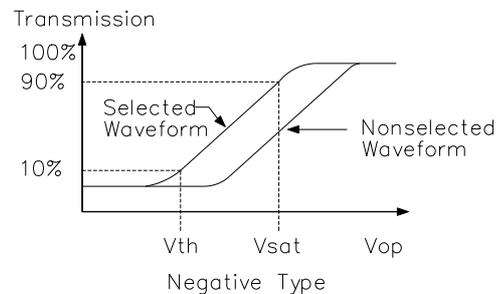 Transmission
100%
90%
Selected
Waveform
Nonselected
Waveform
10%
Vth
Vsat
Vop
Negative Type